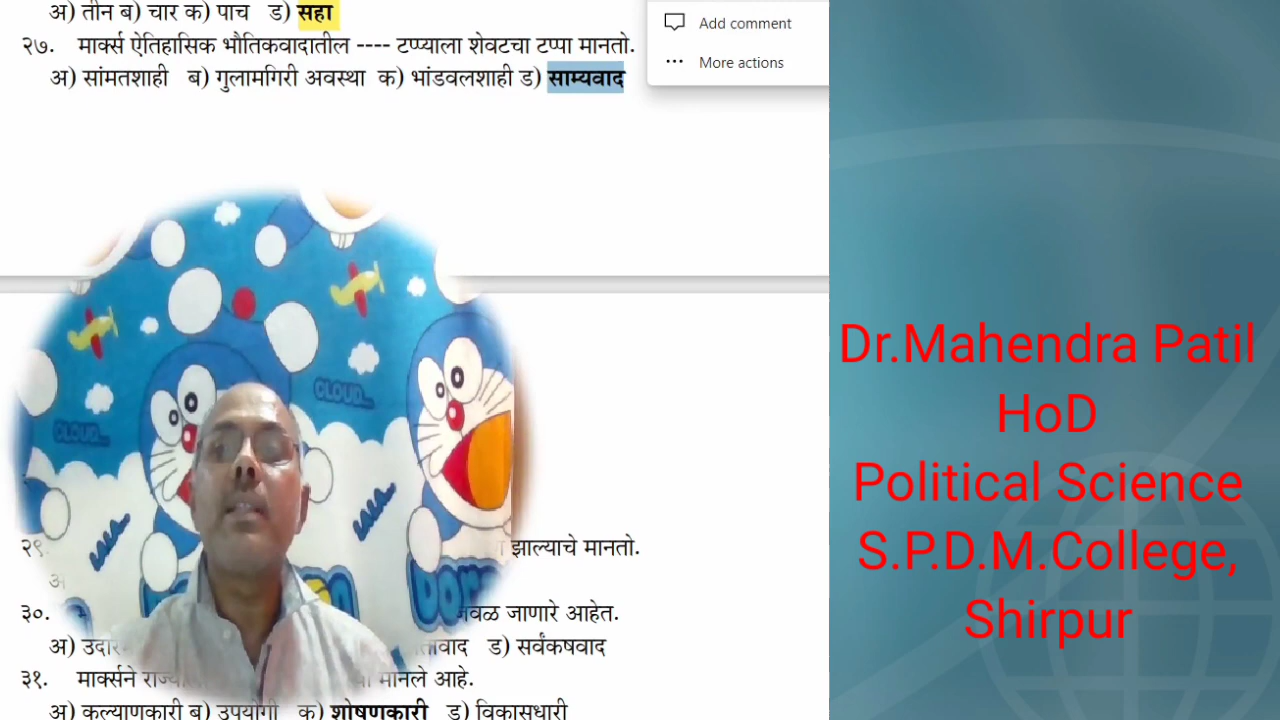 अ) तीन ब) चार क) पाच ड) सहा
२७. मार्क्स ऐतिहासिक भौतिकवादातील ---- टप्प्याला शेवटचा टप्पा मानतो.
अ) सांमतशाही ब) गुलामगिरी अवस्था क) भांडवलशाही ड) साम्यवाद
Add comment
More actions
CLOUD...
CLOUD...
झाल्याचे मानतो.
३०. जवळ जाणारे आहेत.
अ) ड) सर्वंकषवाद
३१. मार्क्सने मानले आहे.
अ) कल्याणकारी ब) उपयोगी क) शोषणकारी ड) विकासधारी
Dr.Mahendra Patil
HoD
Political Science
S.P.D.M.College,
Shirpur